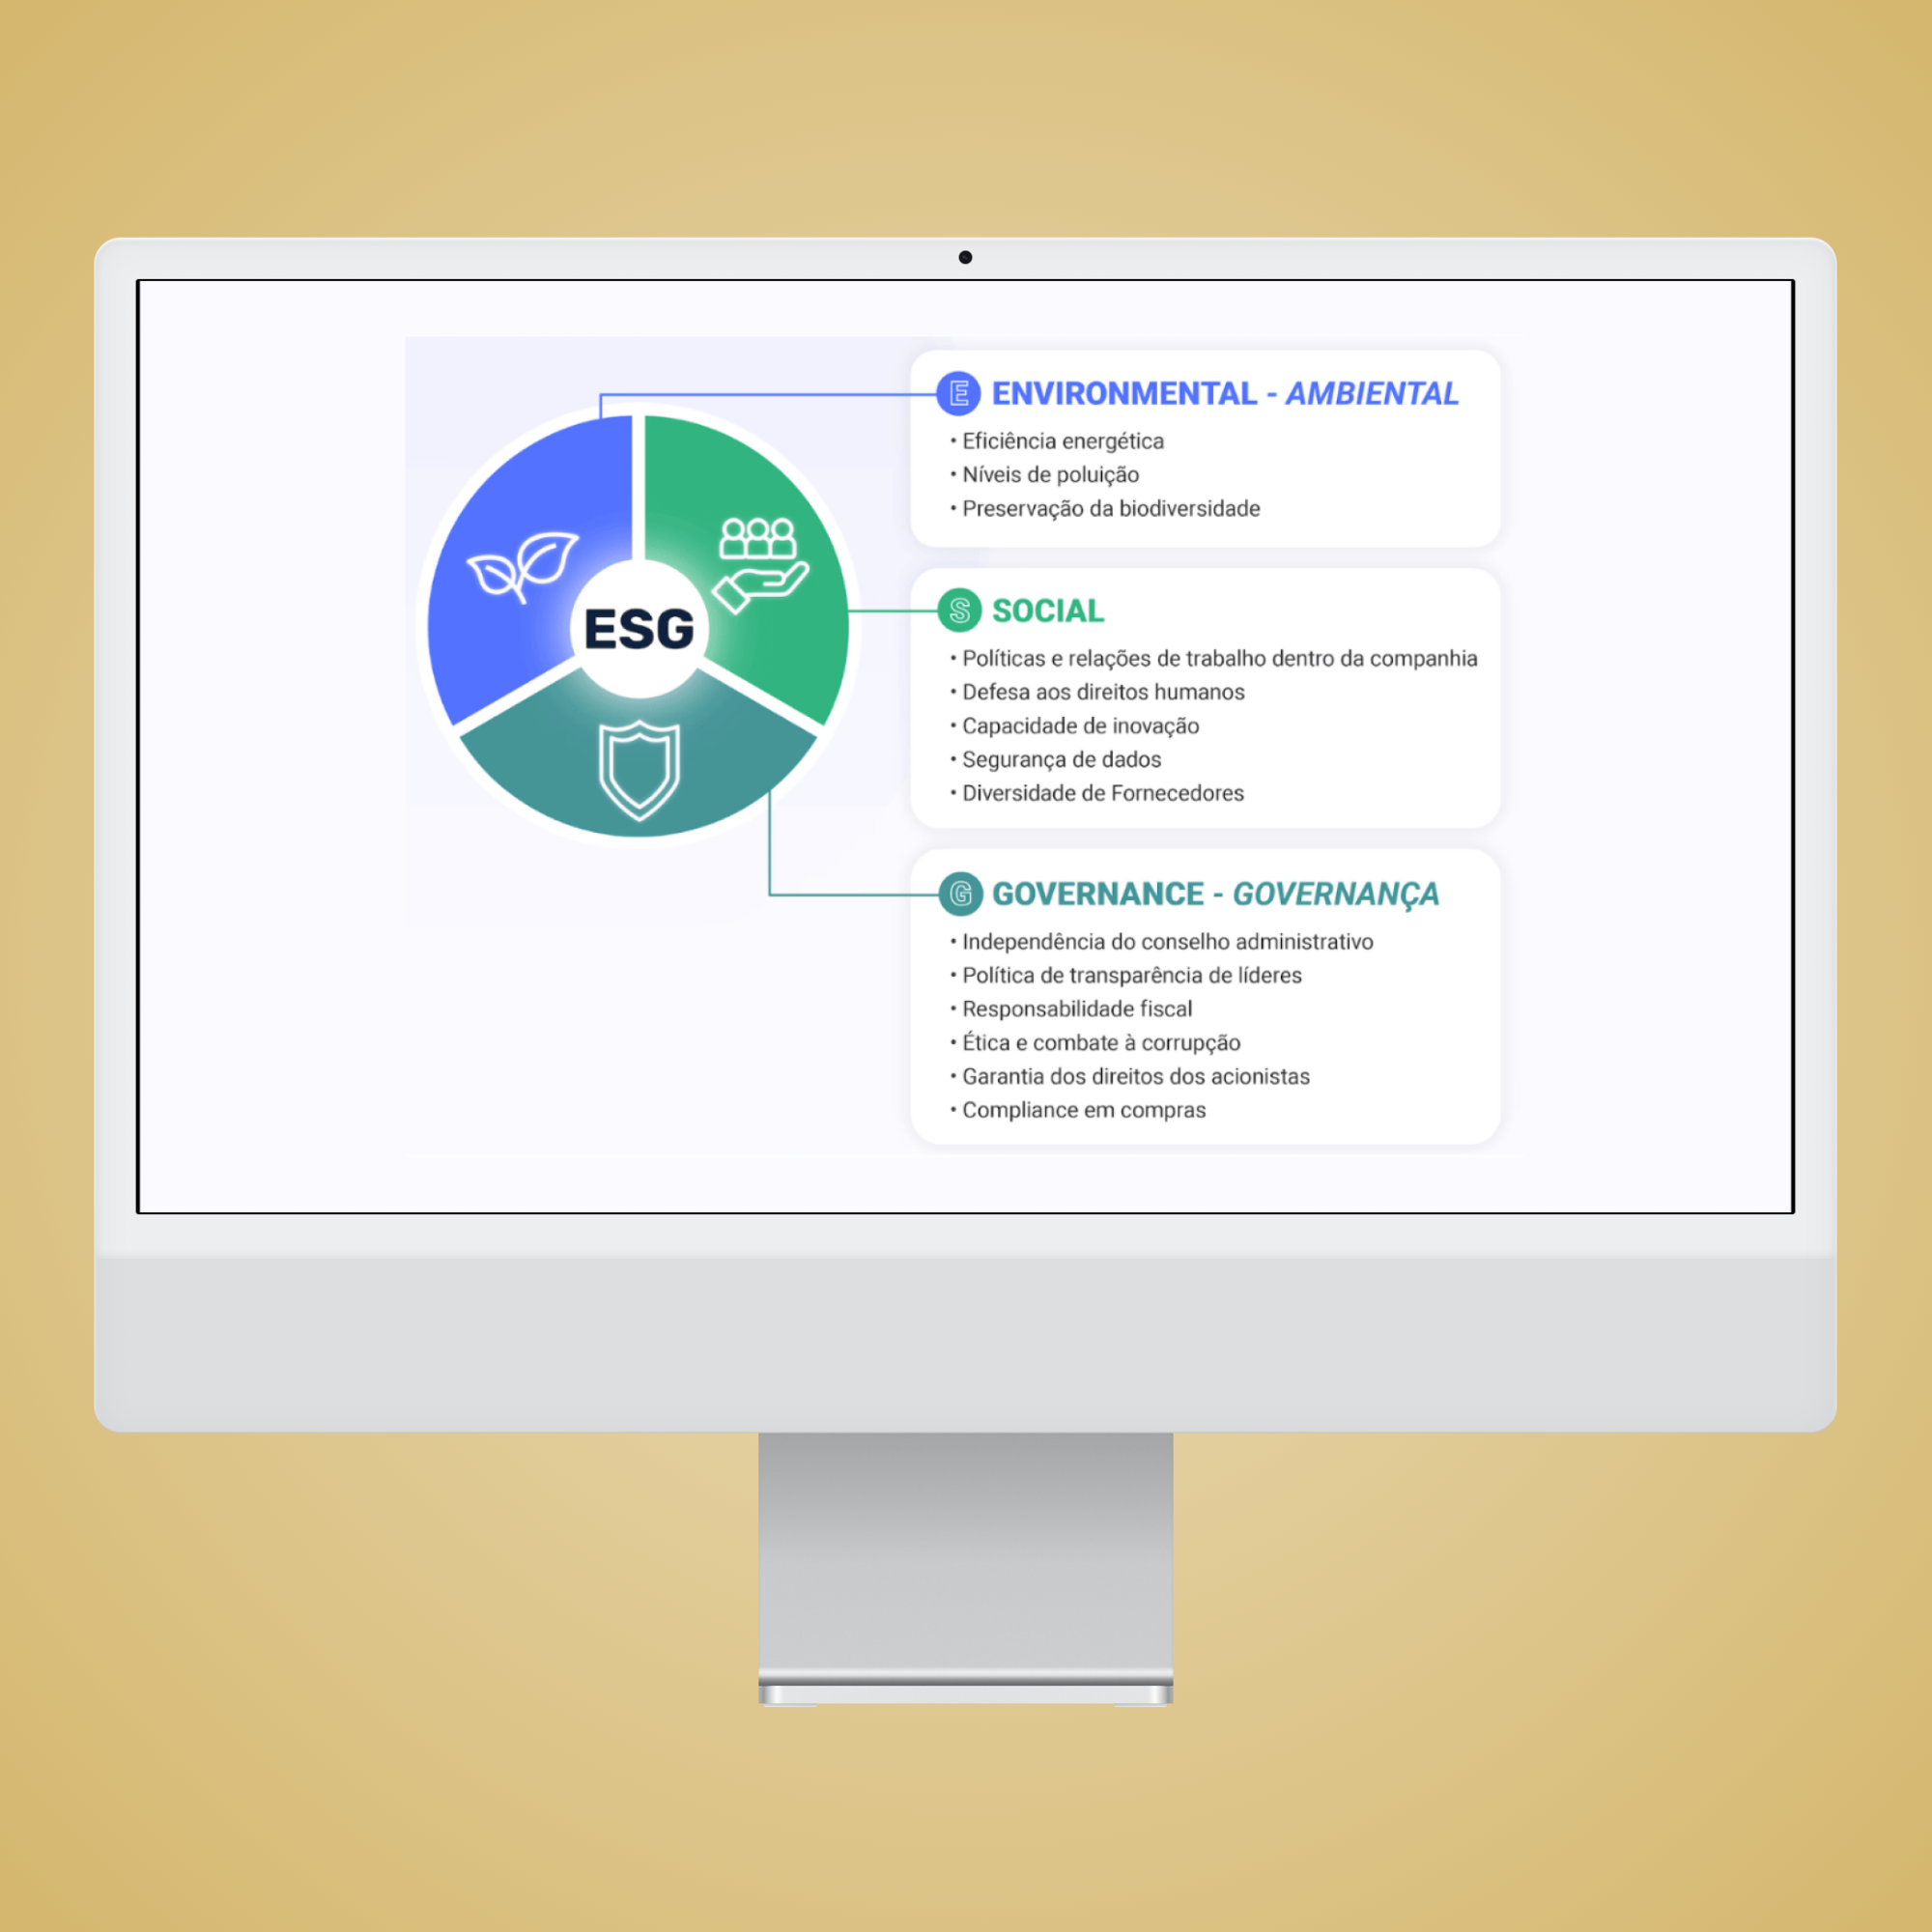 ESG
E ENVIRONMENTAL - AMBIENTAL
• Eficiência energética
• Níveis de poluição
• Preservação da biodiversidade
S SOCIAL
• Políticas e relações de trabalho dentro da companhia
• Defesa aos direitos humanos
• Capacidade de inovação
• Segurança de dados
• Diversidade de Fornecedores
G GOVERNANCE - GOVERNANÇA
• Independência do conselho administrativo
• Política de transparência de líderes
• Responsabilidade fiscal
• Ética e combate à corrupção
• Garantia dos direitos dos acionistas
• Compliance em compras